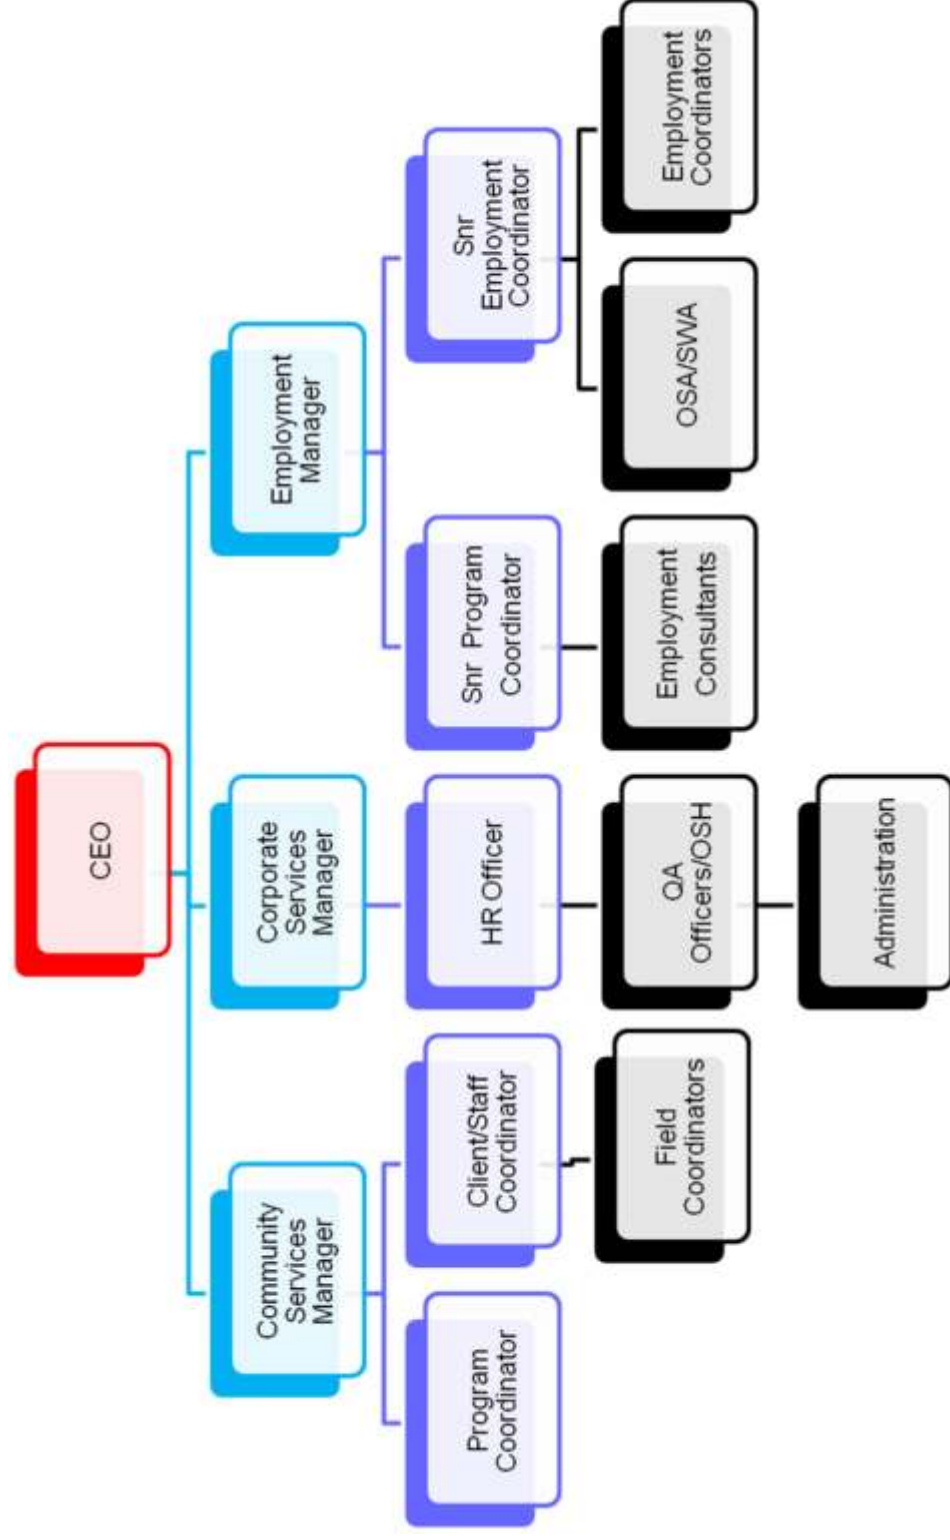 CEO
Community
Services
Manager
Corporate
Services
Manager
Employment
Manager
Program
Coordinator
Client/Staff
Coordinator
HR Officer
Snr Program
Coordinator
Snr
Employment
Coordinator
Field
Coordinators
QA
Officers/OSH
Employment
Consultants
OSA/SWA
Employment
Coordinators
Administration